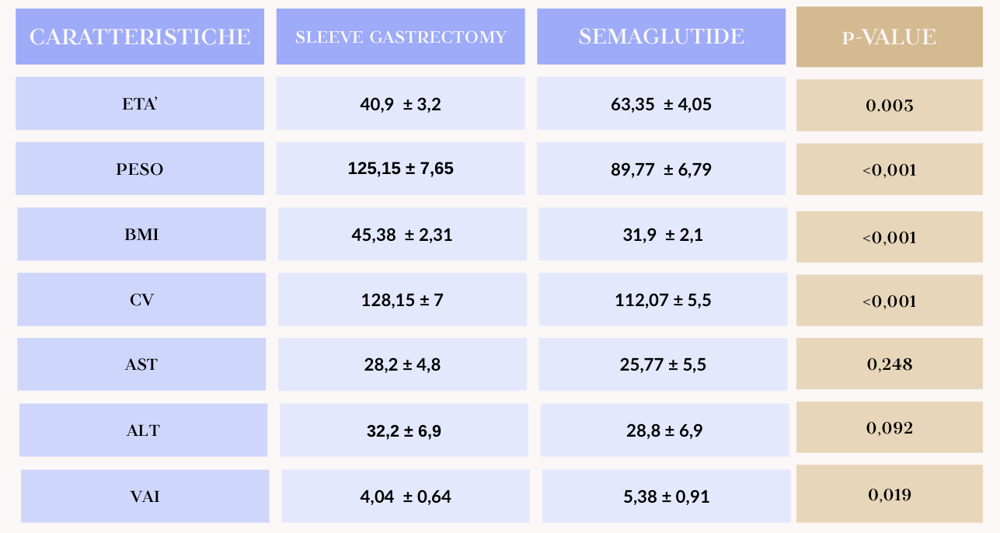 CARATTERISTICHE SLEEVE GASTRECTOMY SEMAGLUTIDE p-VALUE
ETA' 40,9 ± 3,2 63,35 ± 4,05 0.003
PESO 125,15 ± 7,65 89,77 ± 6,79 <0,001
BMI 45,38 ± 2,31 31,9 ± 2,1 <0,001
CV 128,15 ± 7 112,07 ± 5,5 <0,001
AST 28,2 ± 4,8 25,77 ± 5,5 0,248
ALT 32,2 ± 6,9 28,8 ± 6,9 0,092
VAI 4,04 ± 0,64 5,38 ± 0,91 0,019